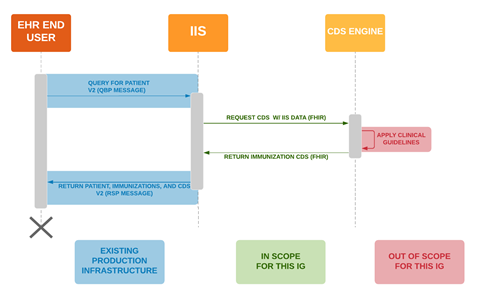 EHR END
USER
IIS
CDS ENGINE
QUERY FOR PATIENT
V2 (QBP MESSAGE)
REQUEST CDS W/ IIS DATA (FHIR)
APPLY CLINICAL
GUIDELINES
RETURN IMMUNIZATION CDS (FHIR)
RETURN PATIENT, IMMUNIZATIONS, AND CDS
V2 (RSP MESSAGE)
EXISTING
PRODUCTION
INFRASTRUCTURE
IN SCOPE
FOR THIS IG
OUT OF SCOPE
FOR THIS IG